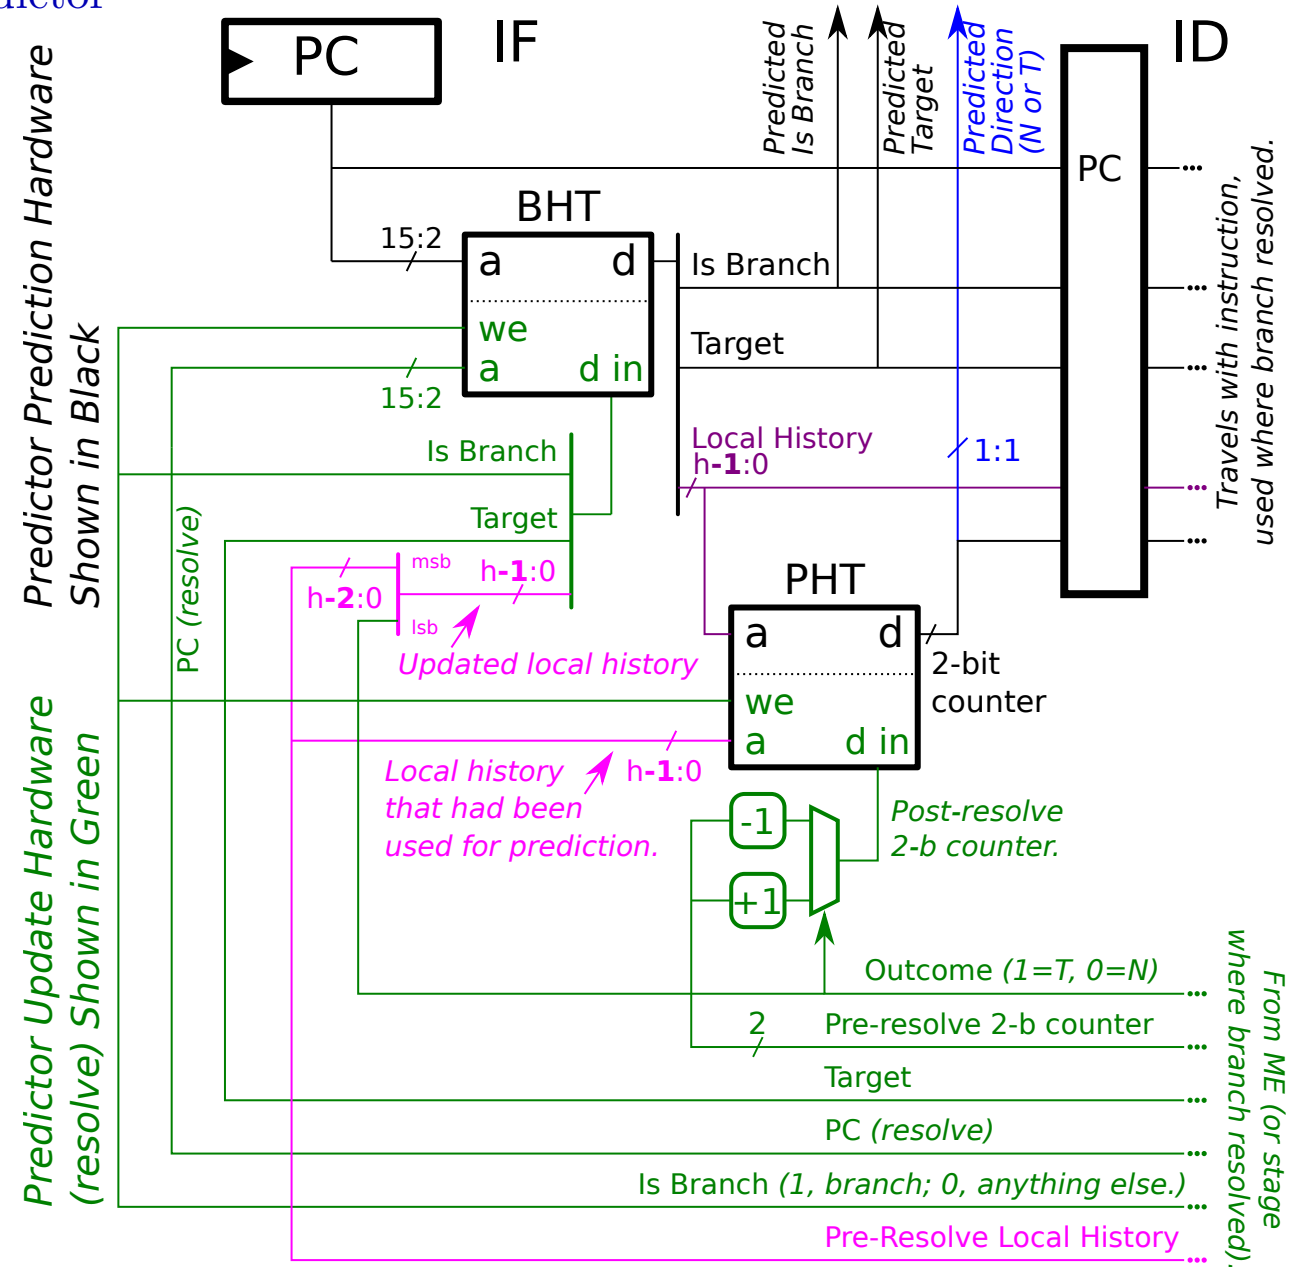 PC
IF
ID
Predictor Prediction Hardware
Shown in Black
Predicted
Is Branch
Predicted
Target
Predicted
Direction
(N or T)
PC
...
Travels with instruction,
used where branch resolved.
BHT
15:2
a
d
we
a
d in
15:2
Is Branch
...
Target
...
Local History
h-1:0
...
1:1
...
Is Branch
Target
PC (resolve)
msb
h-1:0
h-2:0
lsb
Updated local history
PHT
a
d
2-bit
counter
we
a
d in
h-1:0
Local history
that had been
used for prediction.
-1
+1
Post-resolve
2-b counter.
Predictor Update Hardware
(resolve) Shown in Green
Outcome (1=T, 0=N)
...
2
Pre-resolve 2-b counter
...
Target
...
PC (resolve)
...
Is Branch (1, branch; 0, anything else.)
...
Pre-Resolve Local History
...
From ME (or stage
where branch resolved).